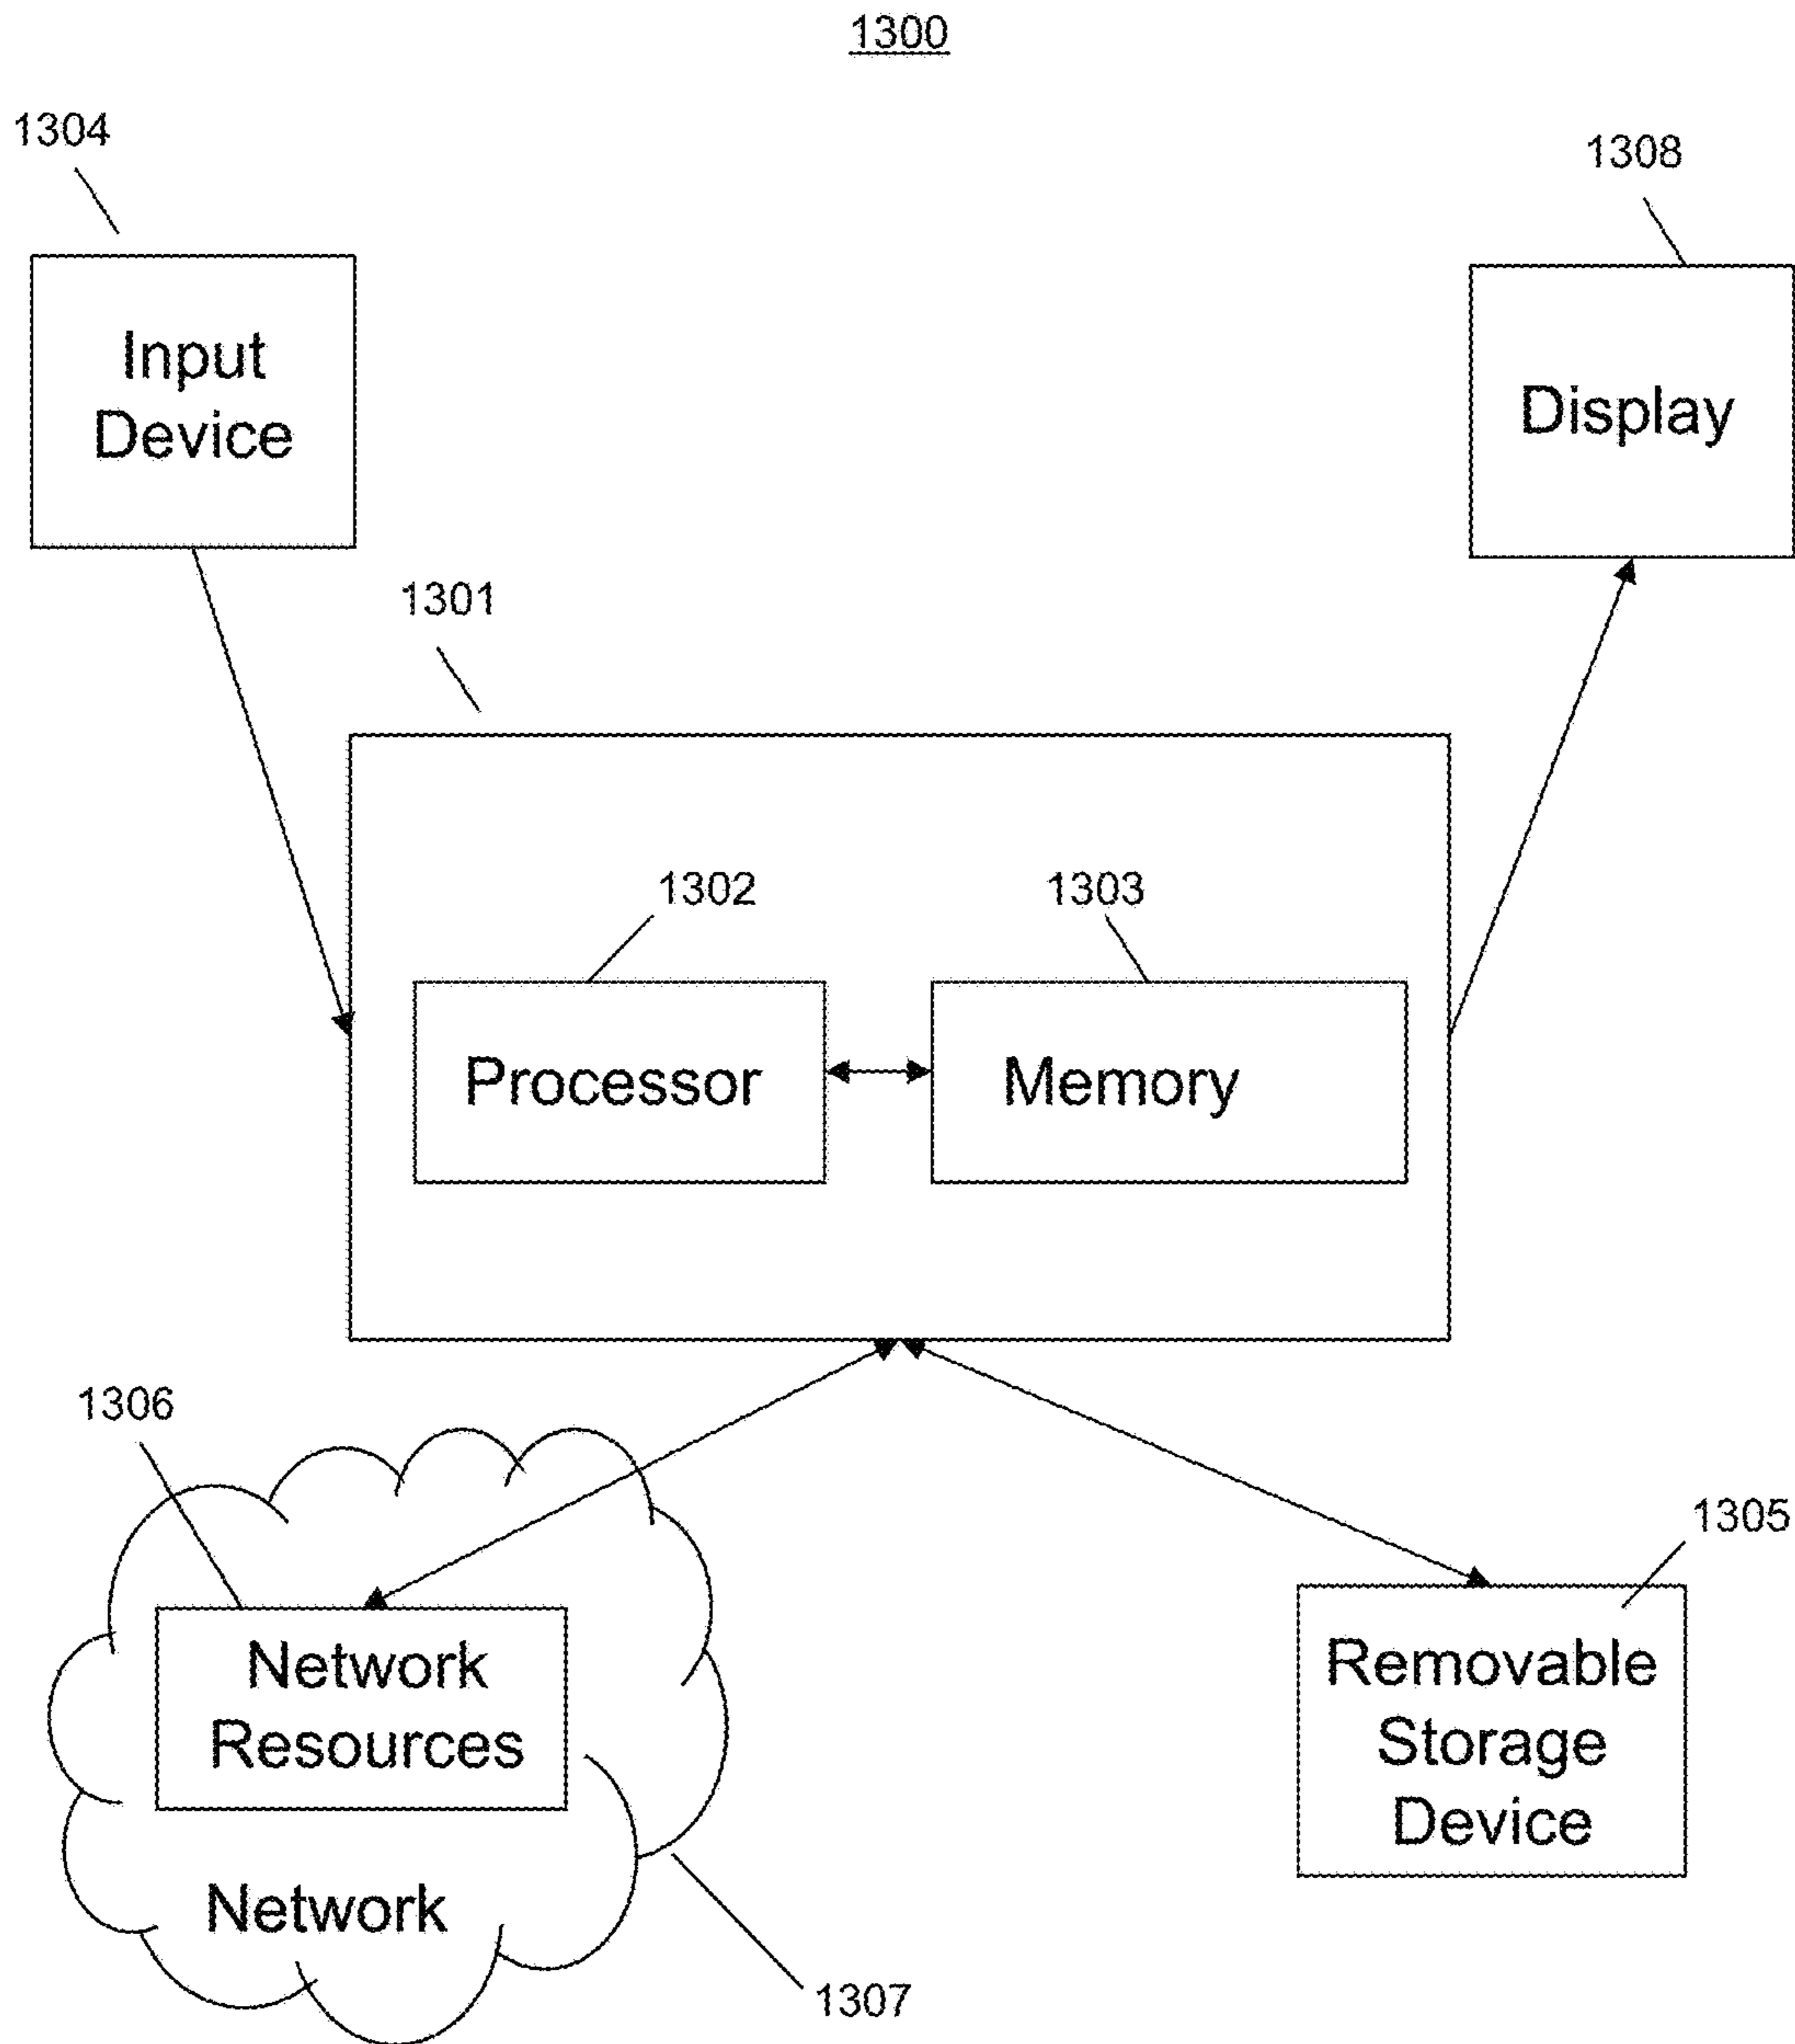 1300
1304
1308
Input
Device
Display
1301
1302
1303
Processor
Memory
1306
1305
Network
Resources
Removable
Storage
Device
Network
1307